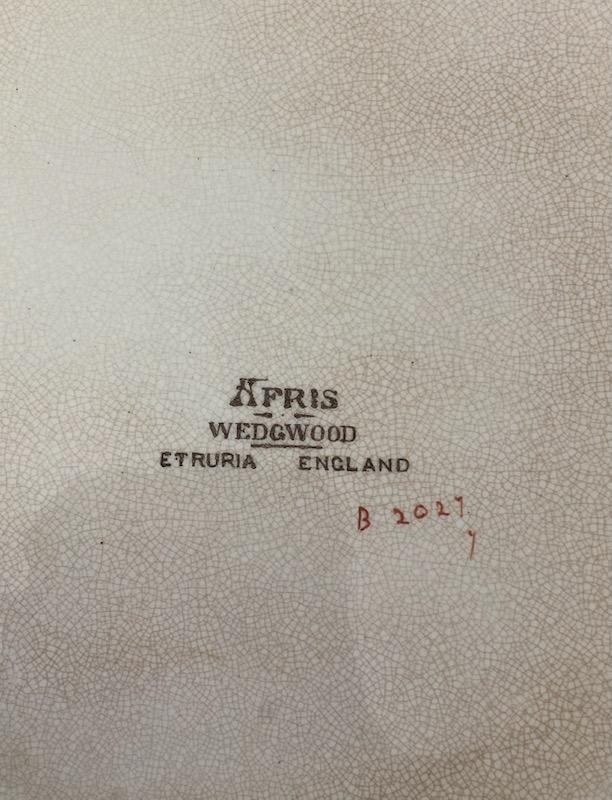 AFRIS
WEDGWOOD
ETRURIA ENGLAND
B 2027
y